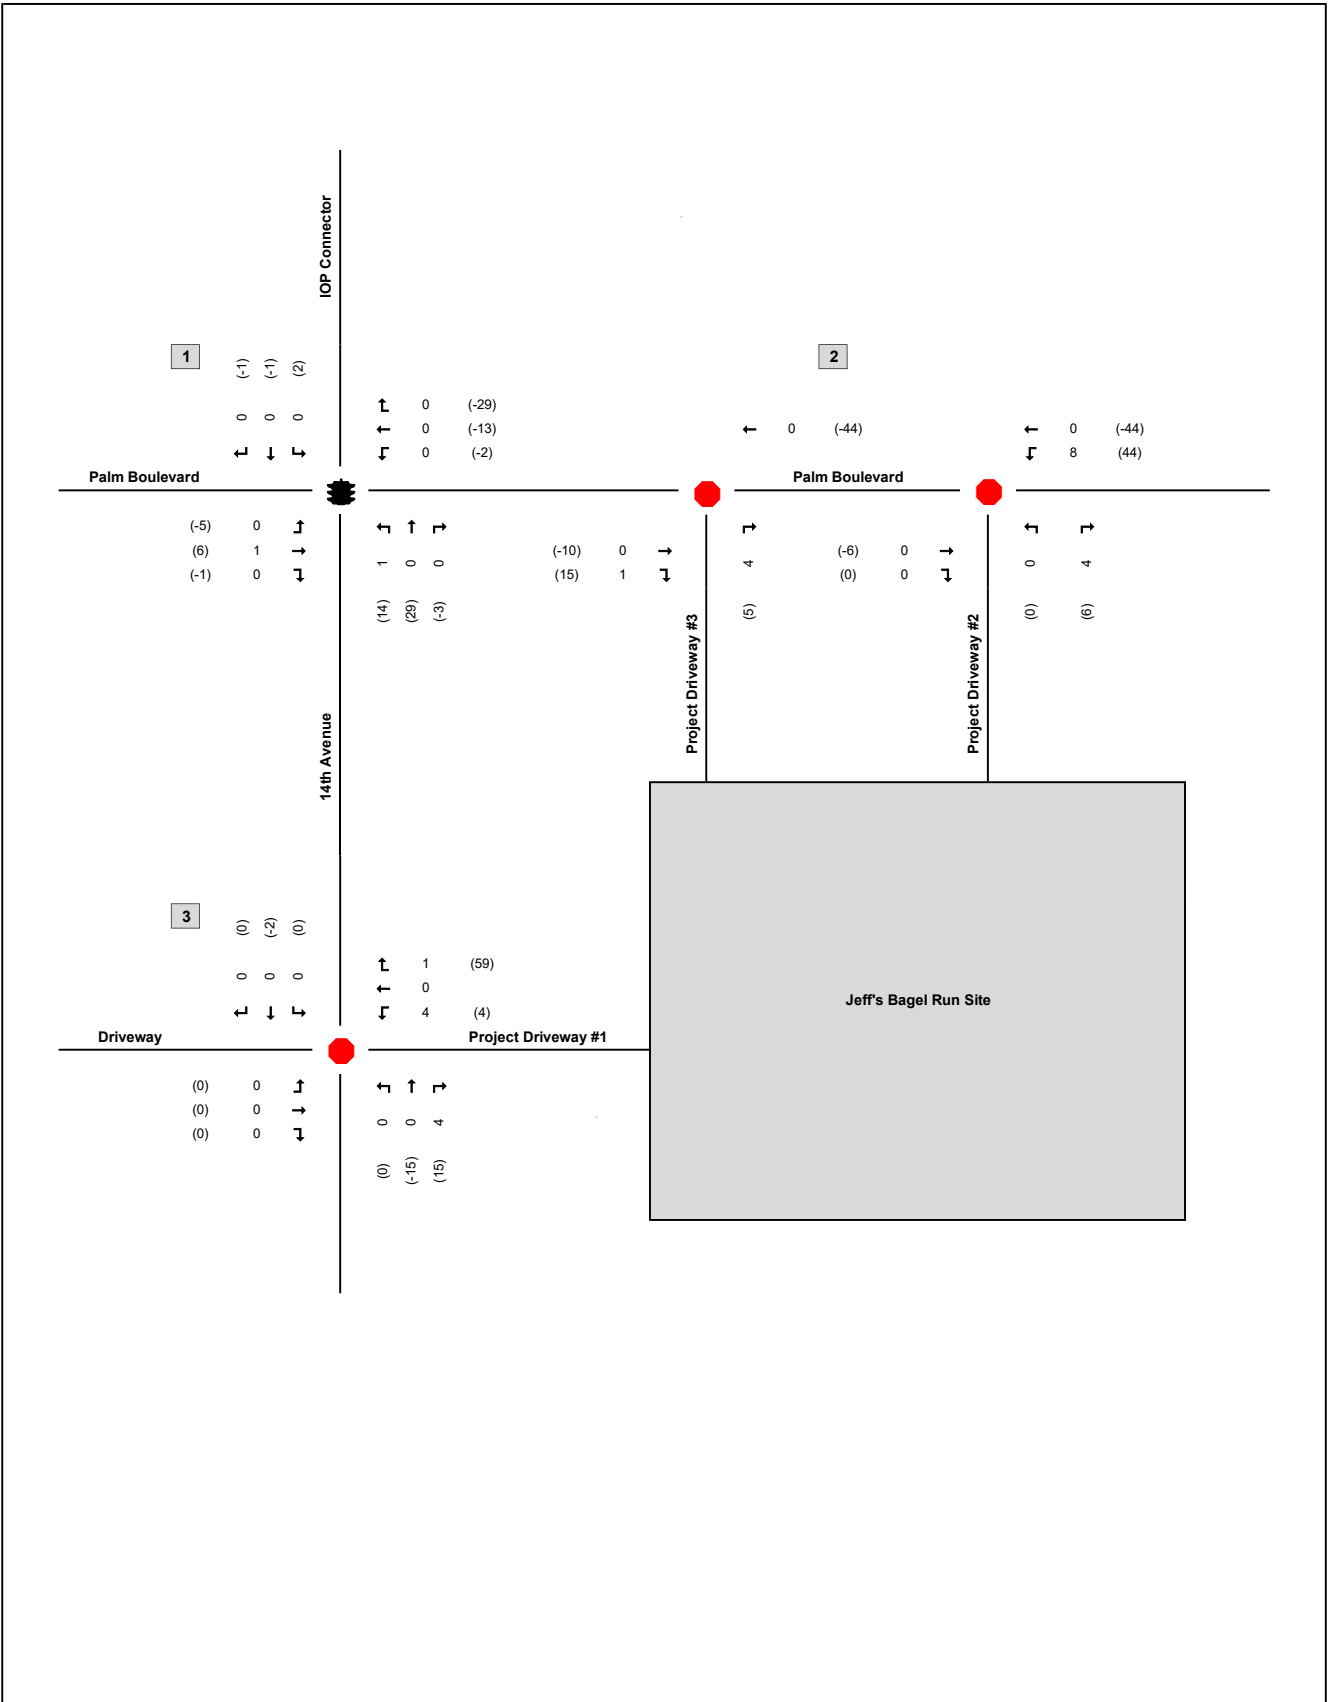 IOP Connector
1
(-1) (-1) (2)
0 0 0
0 (-29)
0 (-13)
0 (-2)
2
0 (-44)
0 (-44)
8 (44)
Palm Boulevard
Palm Boulevard
(-5) 0
(6) 1
(-1) 0
1 0 0
(14) (29) (-3)
(-10) 0
(15) 1
4
(5)
(-6) 0
(0) 0
0 4
(0) (6)
Project Driveway #3
Project Driveway #2
14th Avenue
3
(0) (-2) (0)
0 0 0
1 (59)
0
4 (4)
Driveway
Project Driveway #1
Jeff's Bagel Run Site
(0) 0
(0) 0
(0) 0
0 0 4
(0) (-15) (15)